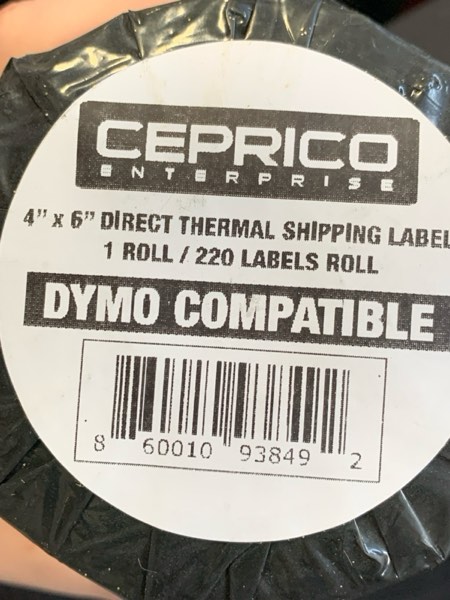 CEPRICO
ENTERPRISE
4" x 6" DIRECT THERMAL SHIPPING LABEL
1 ROLL / 220 LABELS ROLL
DYMO COMPATIBLE
8 60010 93849 2